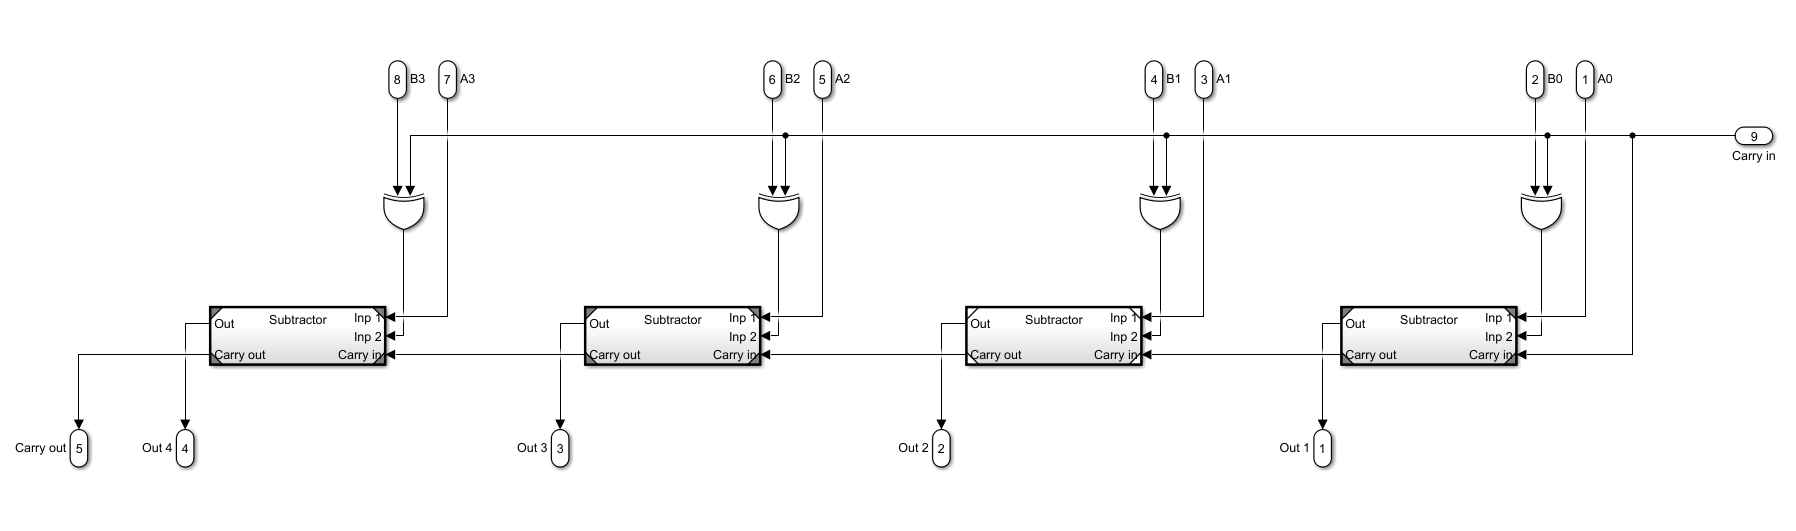 8 B3 7 A3 6 B2 5 A2 4 B1 3 A1 2 B0 1 A0
9
Carry in
Subtractor
Inp 1
Out
Inp 2
Carry out
Carry in
Subtractor
Inp 1
Out
Inp 2
Carry out
Carry in
Subtractor
Inp 1
Out
Inp 2
Carry out
Carry in
Subtractor
Inp 1
Out
Inp 2
Carry out
Carry in
Carry out 5 Out 4 4 Out 3 3 Out 2 2 Out 1 1